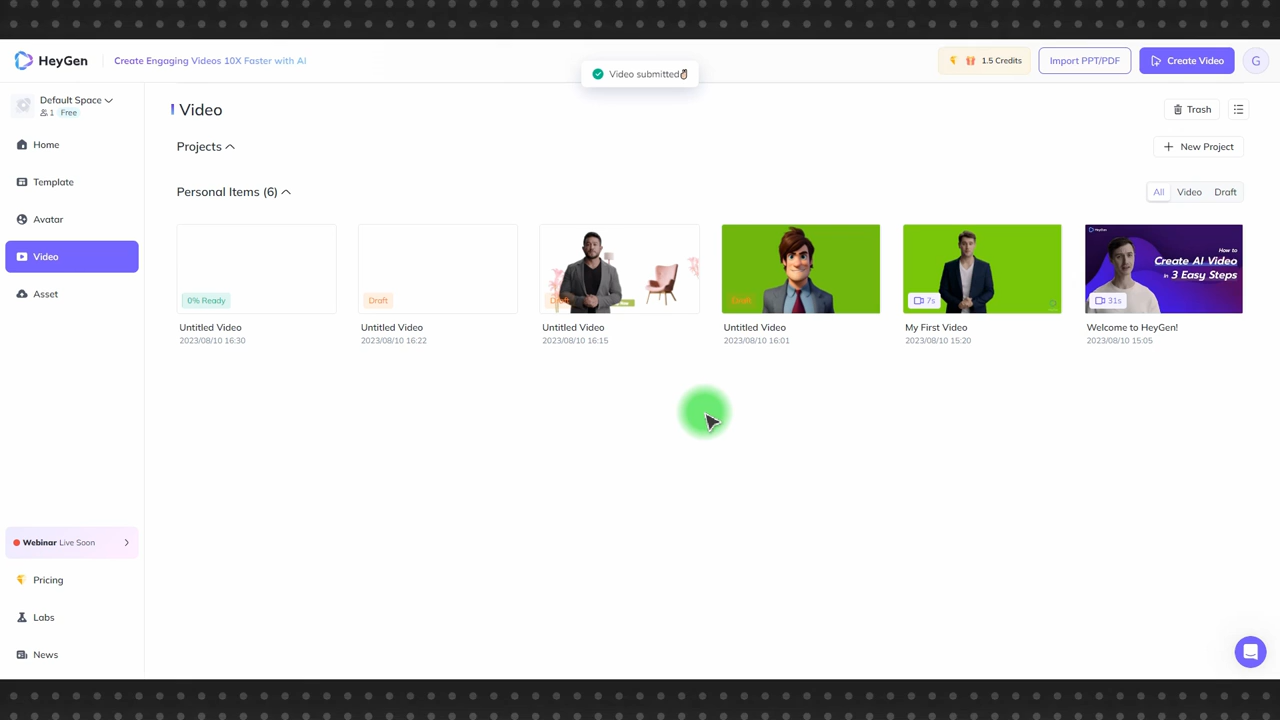 HeyGen
Create Engaging Videos 10X Faster with AI
Video submitted
1.5 Credits
Import PPT/PDF
Create Video
G
Default Space
1 Free
Home
Template
Avatar
Video
Asset
Webinar Live Soon
Pricing
Labs
News
Video
Trash
Projects
New Project
Personal Items (6)
All Video Draft
0% Ready
Untitled Video
2023/08/10 16:30
Draft
Untitled Video
2023/08/10 16:22
Draft
Untitled Video
2023/08/10 16:15
Draft
Untitled Video
2023/08/10 16:01
7s
My First Video
2023/08/10 15:20
HeyGen
How to
Create AI Video
in 3 Easy Steps
31s
Welcome to HeyGen!
2023/08/10 15:05